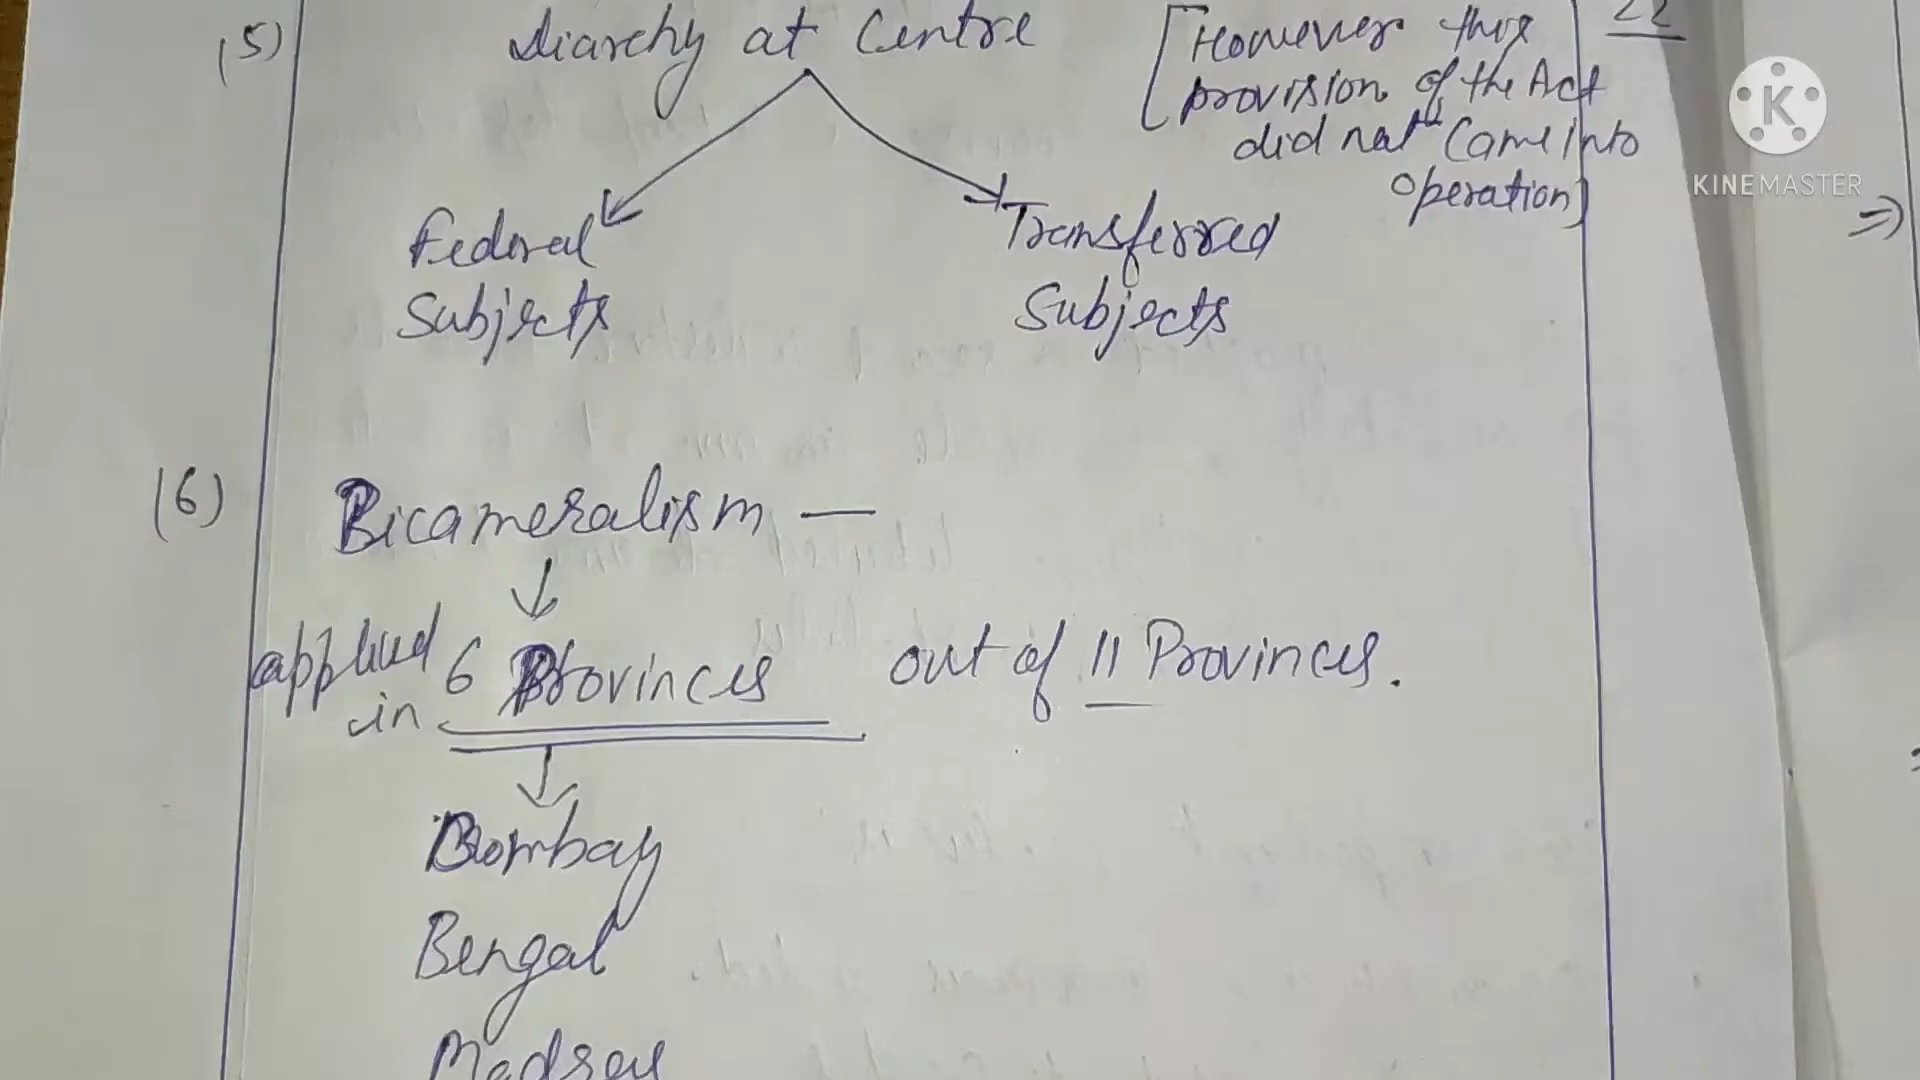 22
(5) diarchy at Centre
[However this
provision of the Act
did not came into
operation]
Federal Subjects
Transferred Subjects
(6) Bicameralism —
applied in 6 Provinces out of 11 Provinces.
Bombay
Bengal
Madras
=)
KINEMASTER